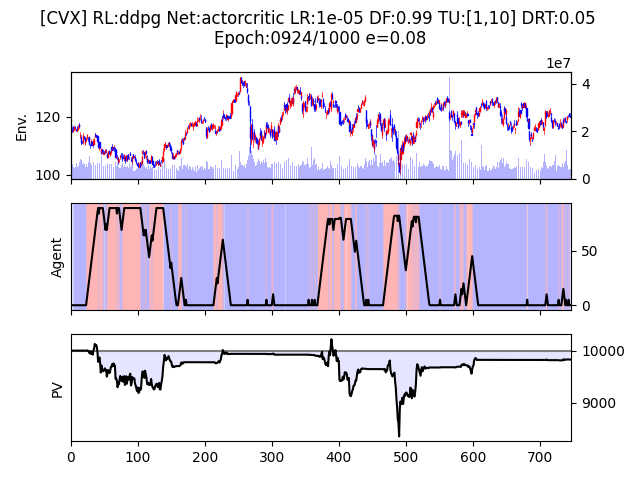 [CVX] RL:ddpg Net:actorcritic LR:1e-05 DF:0.99 TU:[1,10] DRT:0.05
Epoch:0924/1000 e=0.08
1e7
Env.
120
100
4
2
0
Agent
50
0
PV
10000
9000
0 100 200 300 400 500 600 700